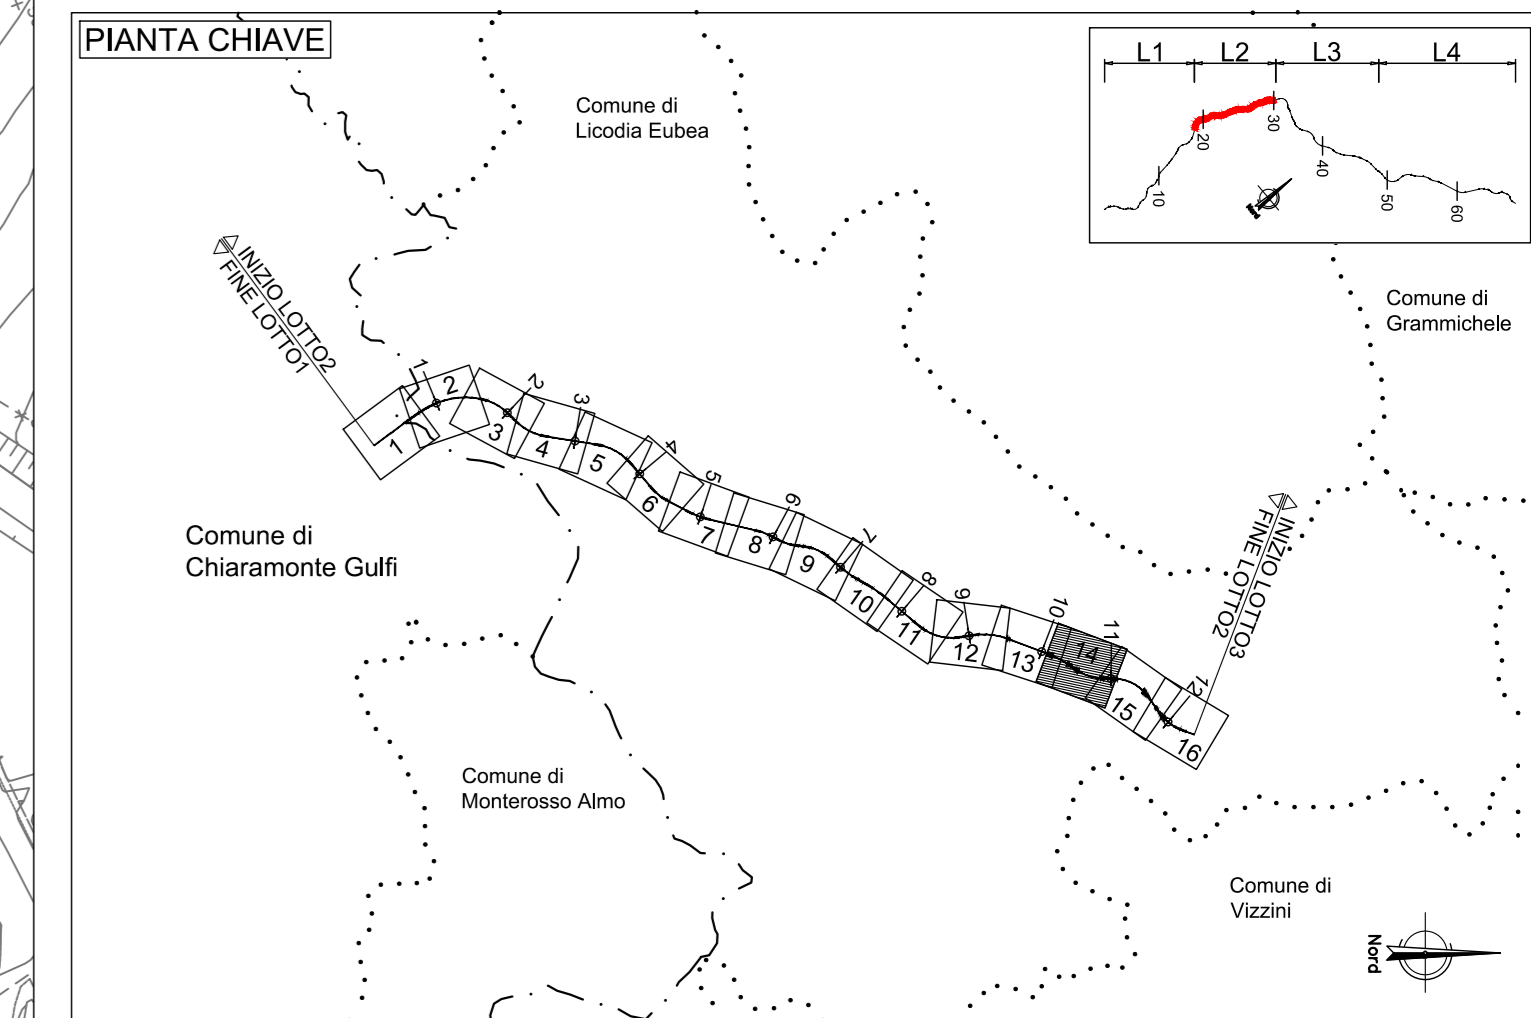 PIANTA CHIAVE
L1 L2 L3 L4
10 20 30 40 50 60
Nord
Comune di
Licodia Eubea
Comune di
Grammichele
INIZIO LOTTO2
FINE LOTTO1
1 2 3 4 5 6 7 8 9 10 11 12
1 2 3 4 5 6 7 8 9 10 11 12 13 14 15 16
INIZIO LOTTO3
FINE LOTTO2
Comune di
Chiaramonte Gulfi
Comune di
Monterosso Almo
Comune di
Vizzini
Nord